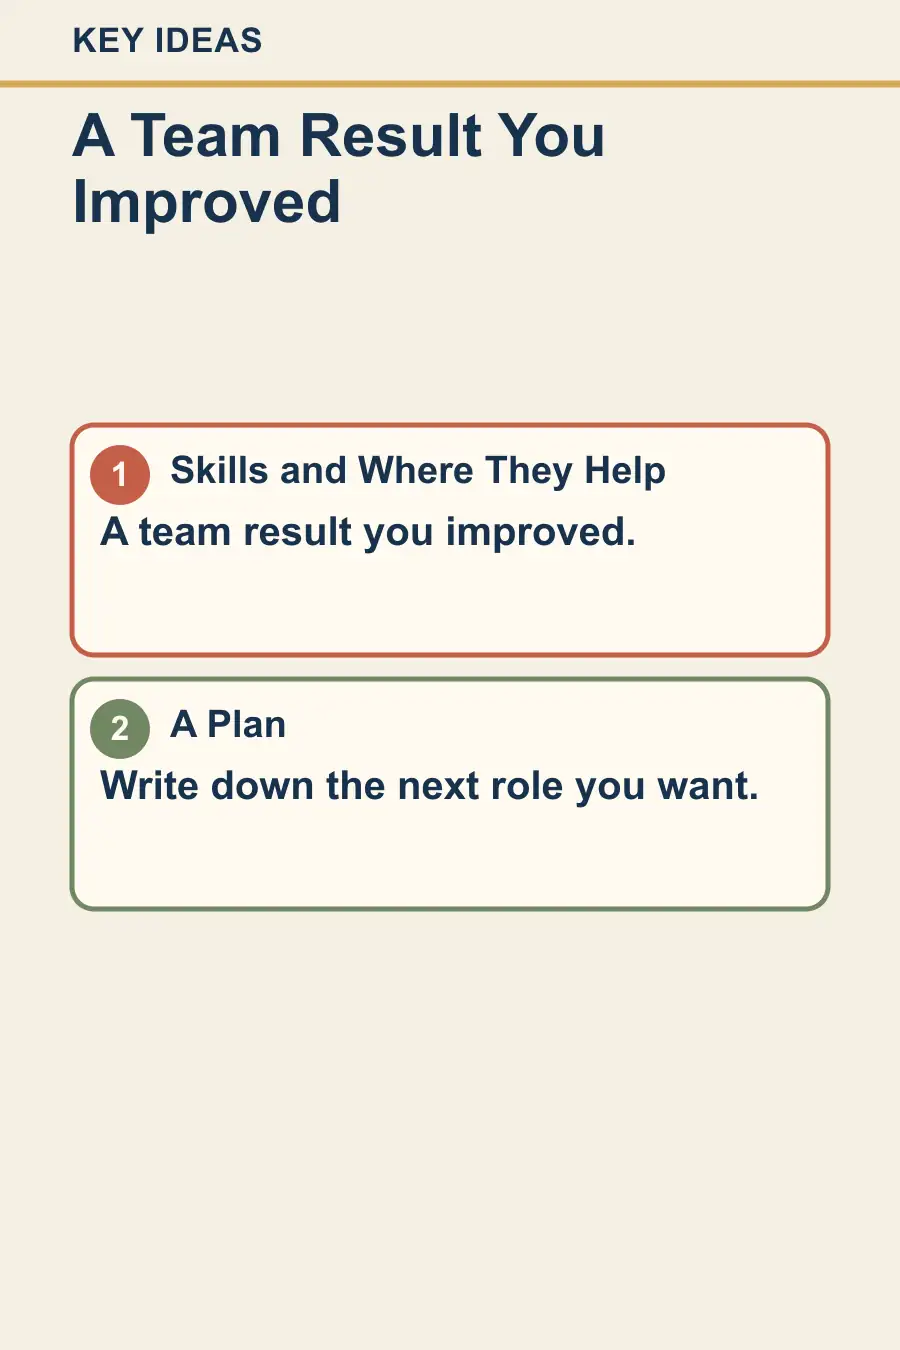 KEY IDEAS
A Team Result You
Improved
1 Skills and Where They Help
A team result you improved.
2 A Plan
Write down the next role you want.